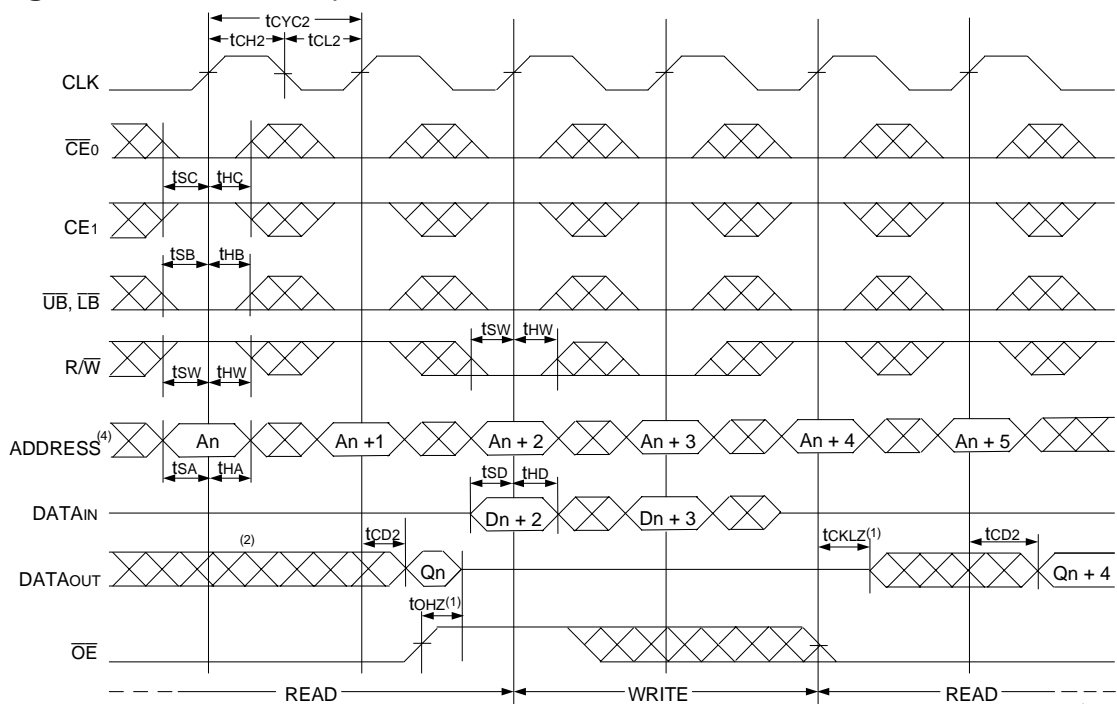 tCYC2
tCH2 tCL2
CLK
CE0
tSC tHC
CE1
tSB tHB
UB, LB
tSW tHW
R/W
tSW tHW
ADDRESS(4) An An +1 An + 2 An + 3 An + 4 An + 5
tSA tHA tSD tHD
DATAIN Dn + 2 Dn + 3
(2) tCD2 tCKLZ(1) tCD2
DATAOUT Qn Qn + 4
tOHZ(1)
OE
READ WRITE READ